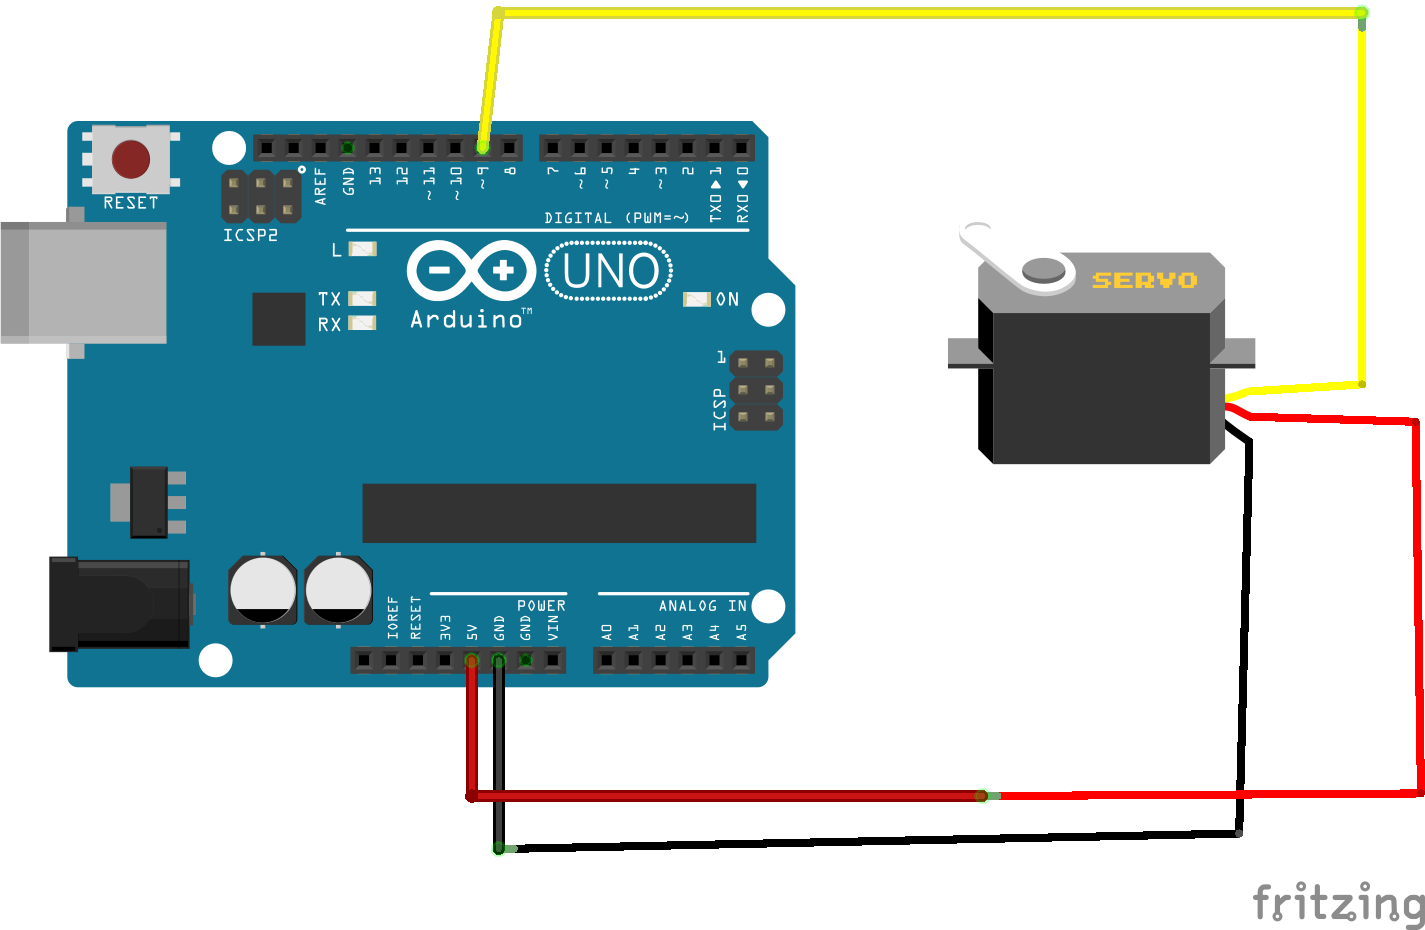 RESET
ICSP2
AREF
GND
13
12
~11
~10
~9
8
7
~6
~5
4
~3
2
TX0▶1
RX0◀0
DIGITAL (PWM=~)
L
TX
RX
UNO
Arduino™
ON
1
ICSP
SERVO
IOREF
RESET
3V3
5V
GND
GND
VIN
POWER
ANALOG IN
A0
A1
A2
A3
A4
A5
fritzing